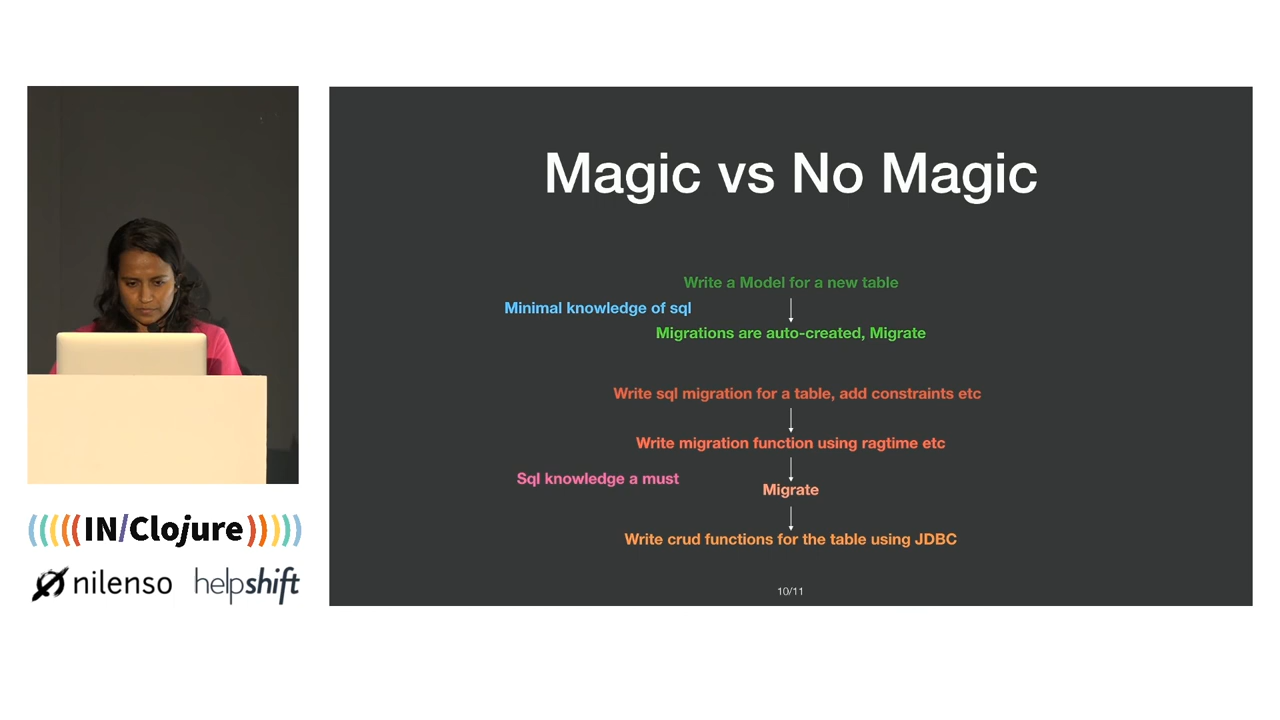 Magic vs No Magic
Write a Model for a new table
Minimal knowledge of sql
Migrations are auto-created, Migrate
Write sql migration for a table, add constraints etc
Write migration function using ragtime etc
Sql knowledge a must
Migrate
Write crud functions for the table using JDBC
10/11
(((((IN/Clojure)))))
nilenso helpshift